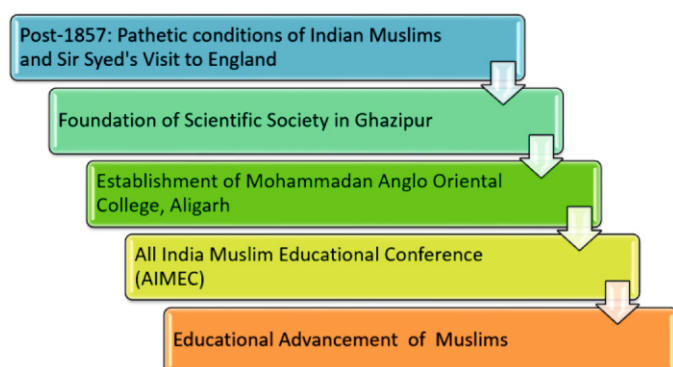 Post-1857: Pathetic conditions of Indian Muslims
and Sir Syed's Visit to England
Foundation of Scientific Society in Ghazipur
Establishment of Mohammadan Anglo Oriental
College, Aligarh
All India Muslim Educational Conference
(AIMEC)
Educational Advancement of Muslims